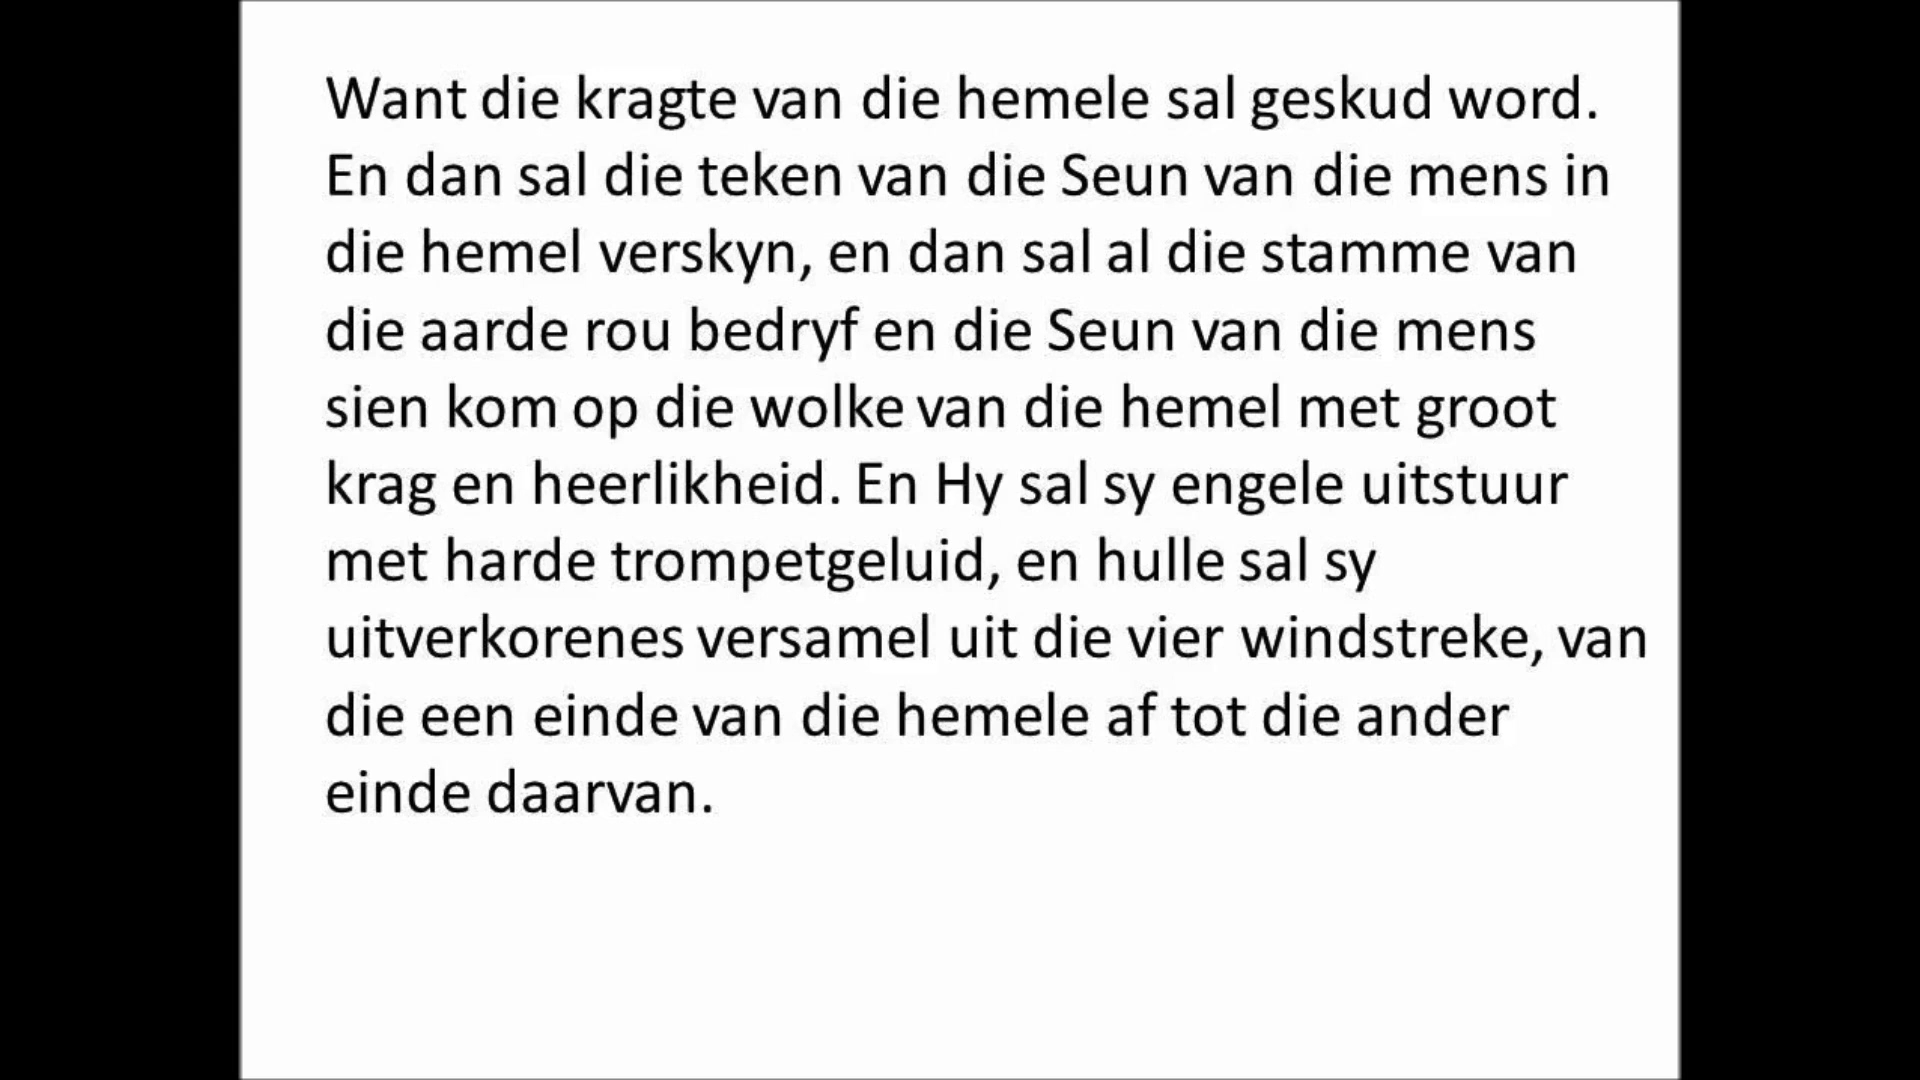 Want die kragte van die hemele sal geskud word.
En dan sal die teken van die Seun van die mens in
die hemel verskyn, en dan sal al die stamme van
die aarde rou bedryf en die Seun van die mens
sien kom op die wolke van die hemel met groot
krag en heerlikheid. En Hy sal sy engele uitstuur
met harde trompetgeluid, en hulle sal sy
uitverkorenes versamel uit die vier windstreke, van
die een einde van die hemele af tot die ander
einde daarvan.